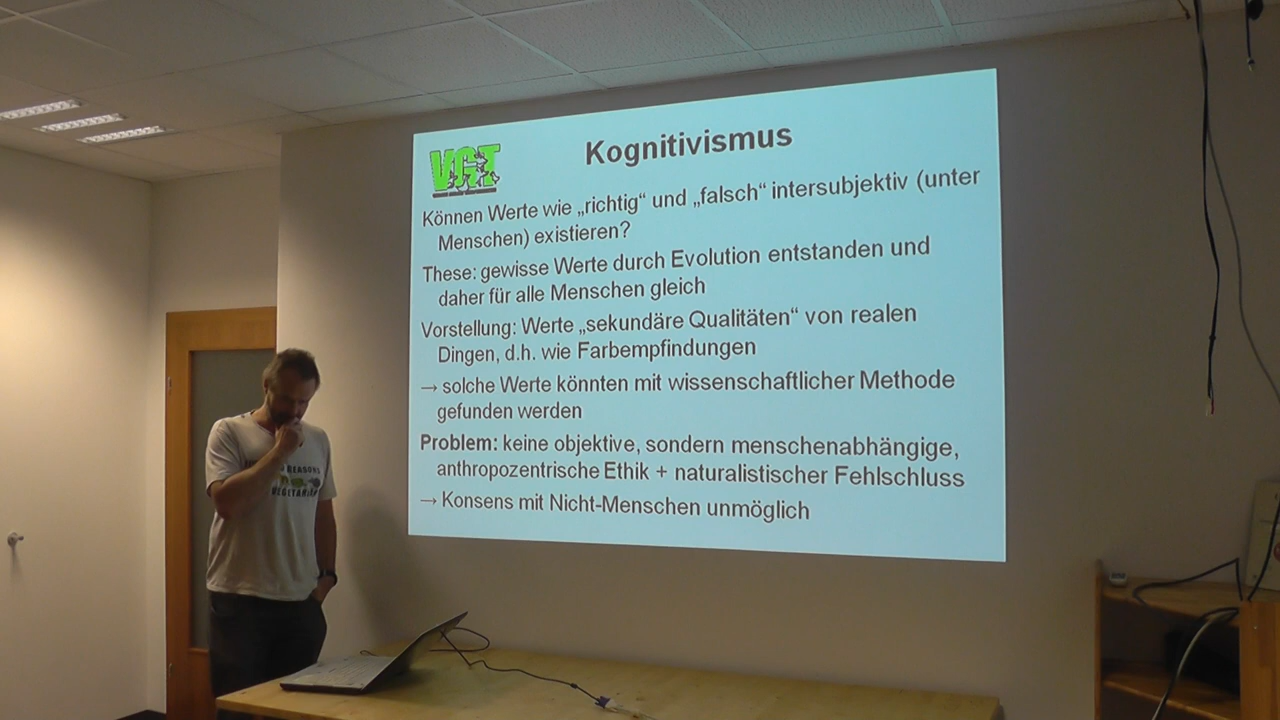 VGT
Kognitivismus
Können Werte wie „richtig“ und „falsch“ intersubjektiv (unter
Menschen) existieren?
These: gewisse Werte durch Evolution entstanden und
daher für alle Menschen gleich
Vorstellung: Werte „sekundäre Qualitäten“ von realen
Dingen, d.h. wie Farbempfindungen
→ solche Werte könnten mit wissenschaftlicher Methode
gefunden werden
Problem: keine objektive, sondern menschenabhängige,
anthropozentrische Ethik + naturalistischer Fehlschluss
→ Konsens mit Nicht-Menschen unmöglich
REASONS